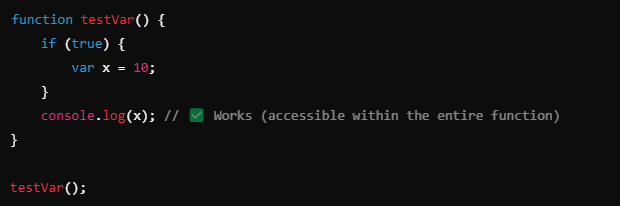 function testVar() {
    if (true) {
        var x = 10;
    }
    console.log(x); // ✅ Works (accessible within the entire function)
}

testVar();